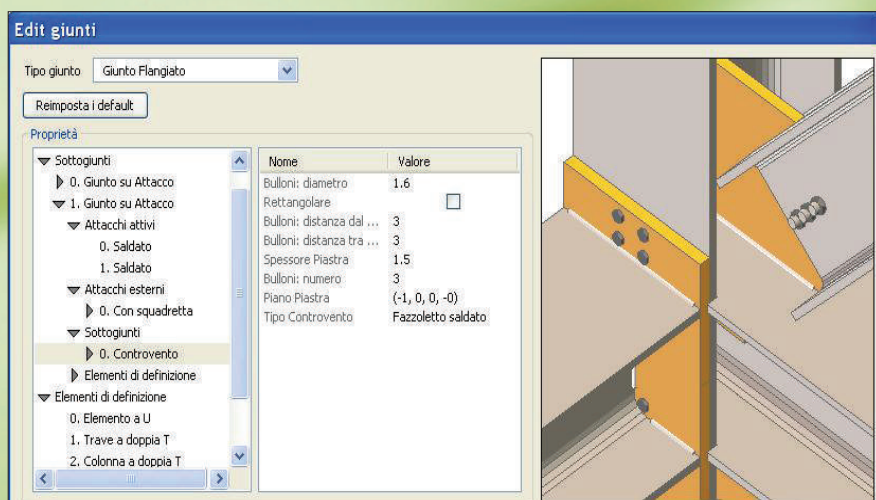 Edit giunti
Tipo giunto Giunto Flangiato
Reimposta i default
Proprietà
Sottogiunti
0. Giunto su Attacco
1. Giunto su Attacco
Attacchi attivi
0. Saldato
1. Saldato
Attacchi esterni
0. Con squadretta
Sottogiunti
0. Controvento
Elementi di definizione
Elementi di definizione
0. Elemento a U
1. Trave a doppia T
2. Colonna a doppia T
Nome Valore
Bulloni: diametro 1.6
Rettangolare
Bulloni: distanza dal ... 3
Bulloni: distanza tra ... 3
Spessore Piastra 1.5
Bulloni: numero 3
Piano Piastra (-1, 0, 0, -0)
Tipo Controvento Fazzoletto saldato